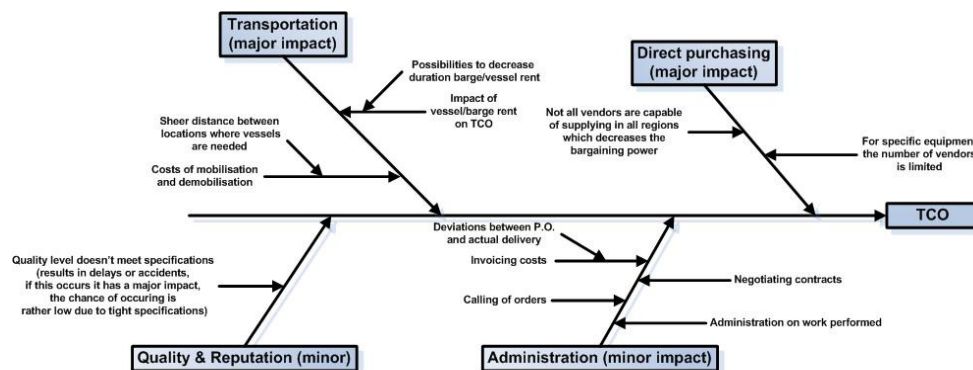 Transportation
(major impact)
Possibilities to decrease
duration barge/vessel rent
Impact of
vessel/barge rent
on TCO
Sheer distance between
locations where vessels
are needed
Costs of mobilisation
and demobilisation
Direct purchasing
(major impact)
Not all vendors are capable
of supplying in all regions
which decreases the
bargaining power
For specific equipmen
the number of vendors
is limited
TCO
Deviations between P.O.
and actual delivery
Invoicing costs
Calling of orders
Negotiating contracts
Administration on work performed
Quality level doesn't meet specifications
(results in delays or accidents,
if this occurs it has a major impact,
the chance of occuring is
rather low due to tight specifications)
Quality & Reputation (minor)
Administration (minor impact)